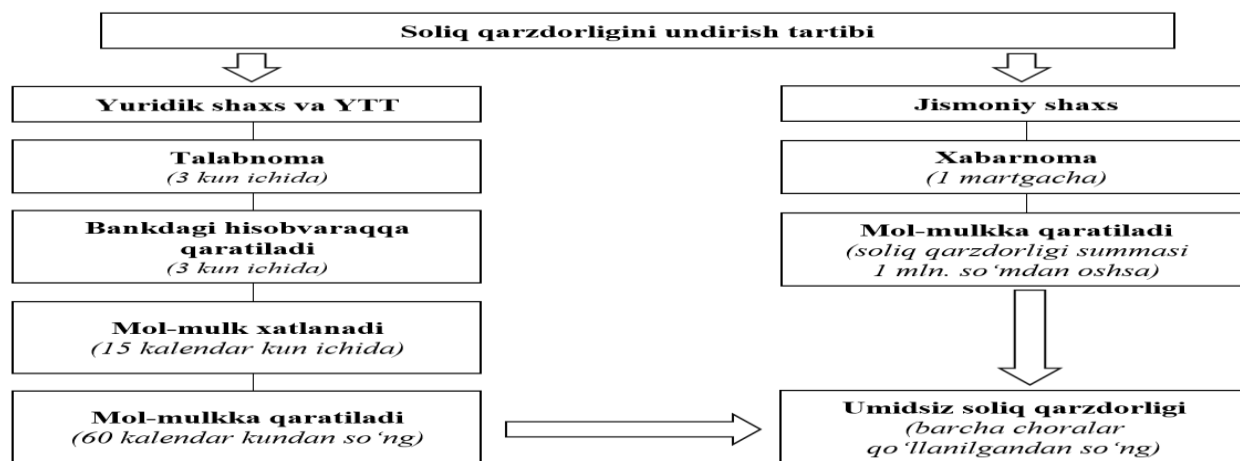 Soliq qarzdorligini undirish tartibi
Yuridik shaxs va YTT
Talabnoma
(3 kun ichida)
Bankdagi hisobvaraqqa
qaratiladi
(3 kun ichida)
Mol-mulk xatlanadi
(15 kalendar kun ichida)
Mol-mulkka qaratiladi
(60 kalendar kundan so‘ng)
Jismoniy shaxs
Xabarnoma
(1 martgacha)
Mol-mulkka qaratiladi
(soliq qarzdorligi summasi
1 mln. so‘mdan oshsa)
Umidsiz soliq qarzdorligi
(barcha choralar
qo‘llanilgandan so‘ng)